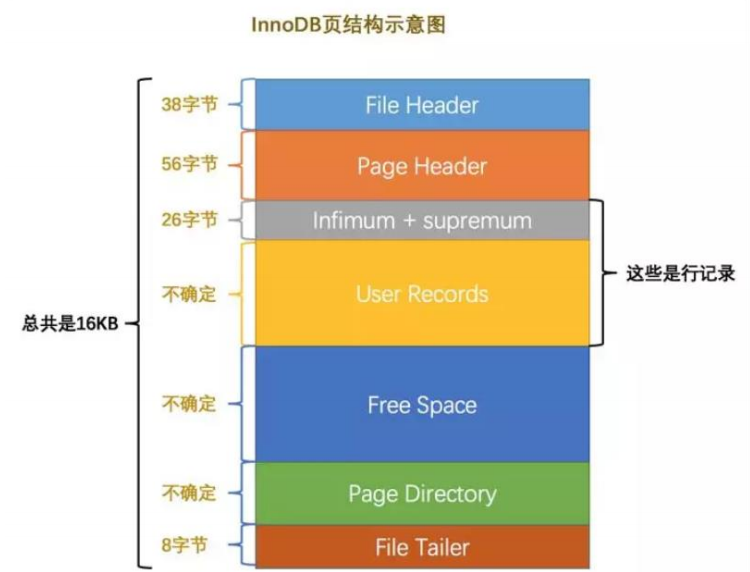 InnoDB页结构示意图
38字节
File Header
56字节
Page Header
26字节
Infimum + supremum
不确定
User Records
这些是行记录
总共是16KB
不确定
Free Space
不确定
Page Directory
8字节
File Tailer